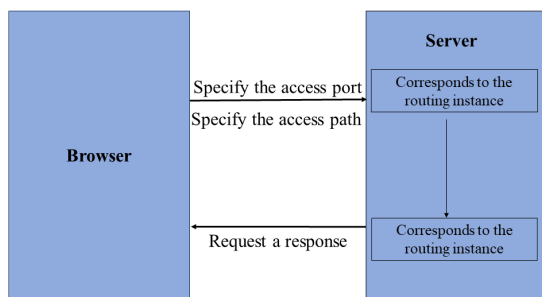 Server
Specify the access port
Corresponds to the
routing instance
Specify the access path
Browser
Corresponds to the
routing instance
Request a response